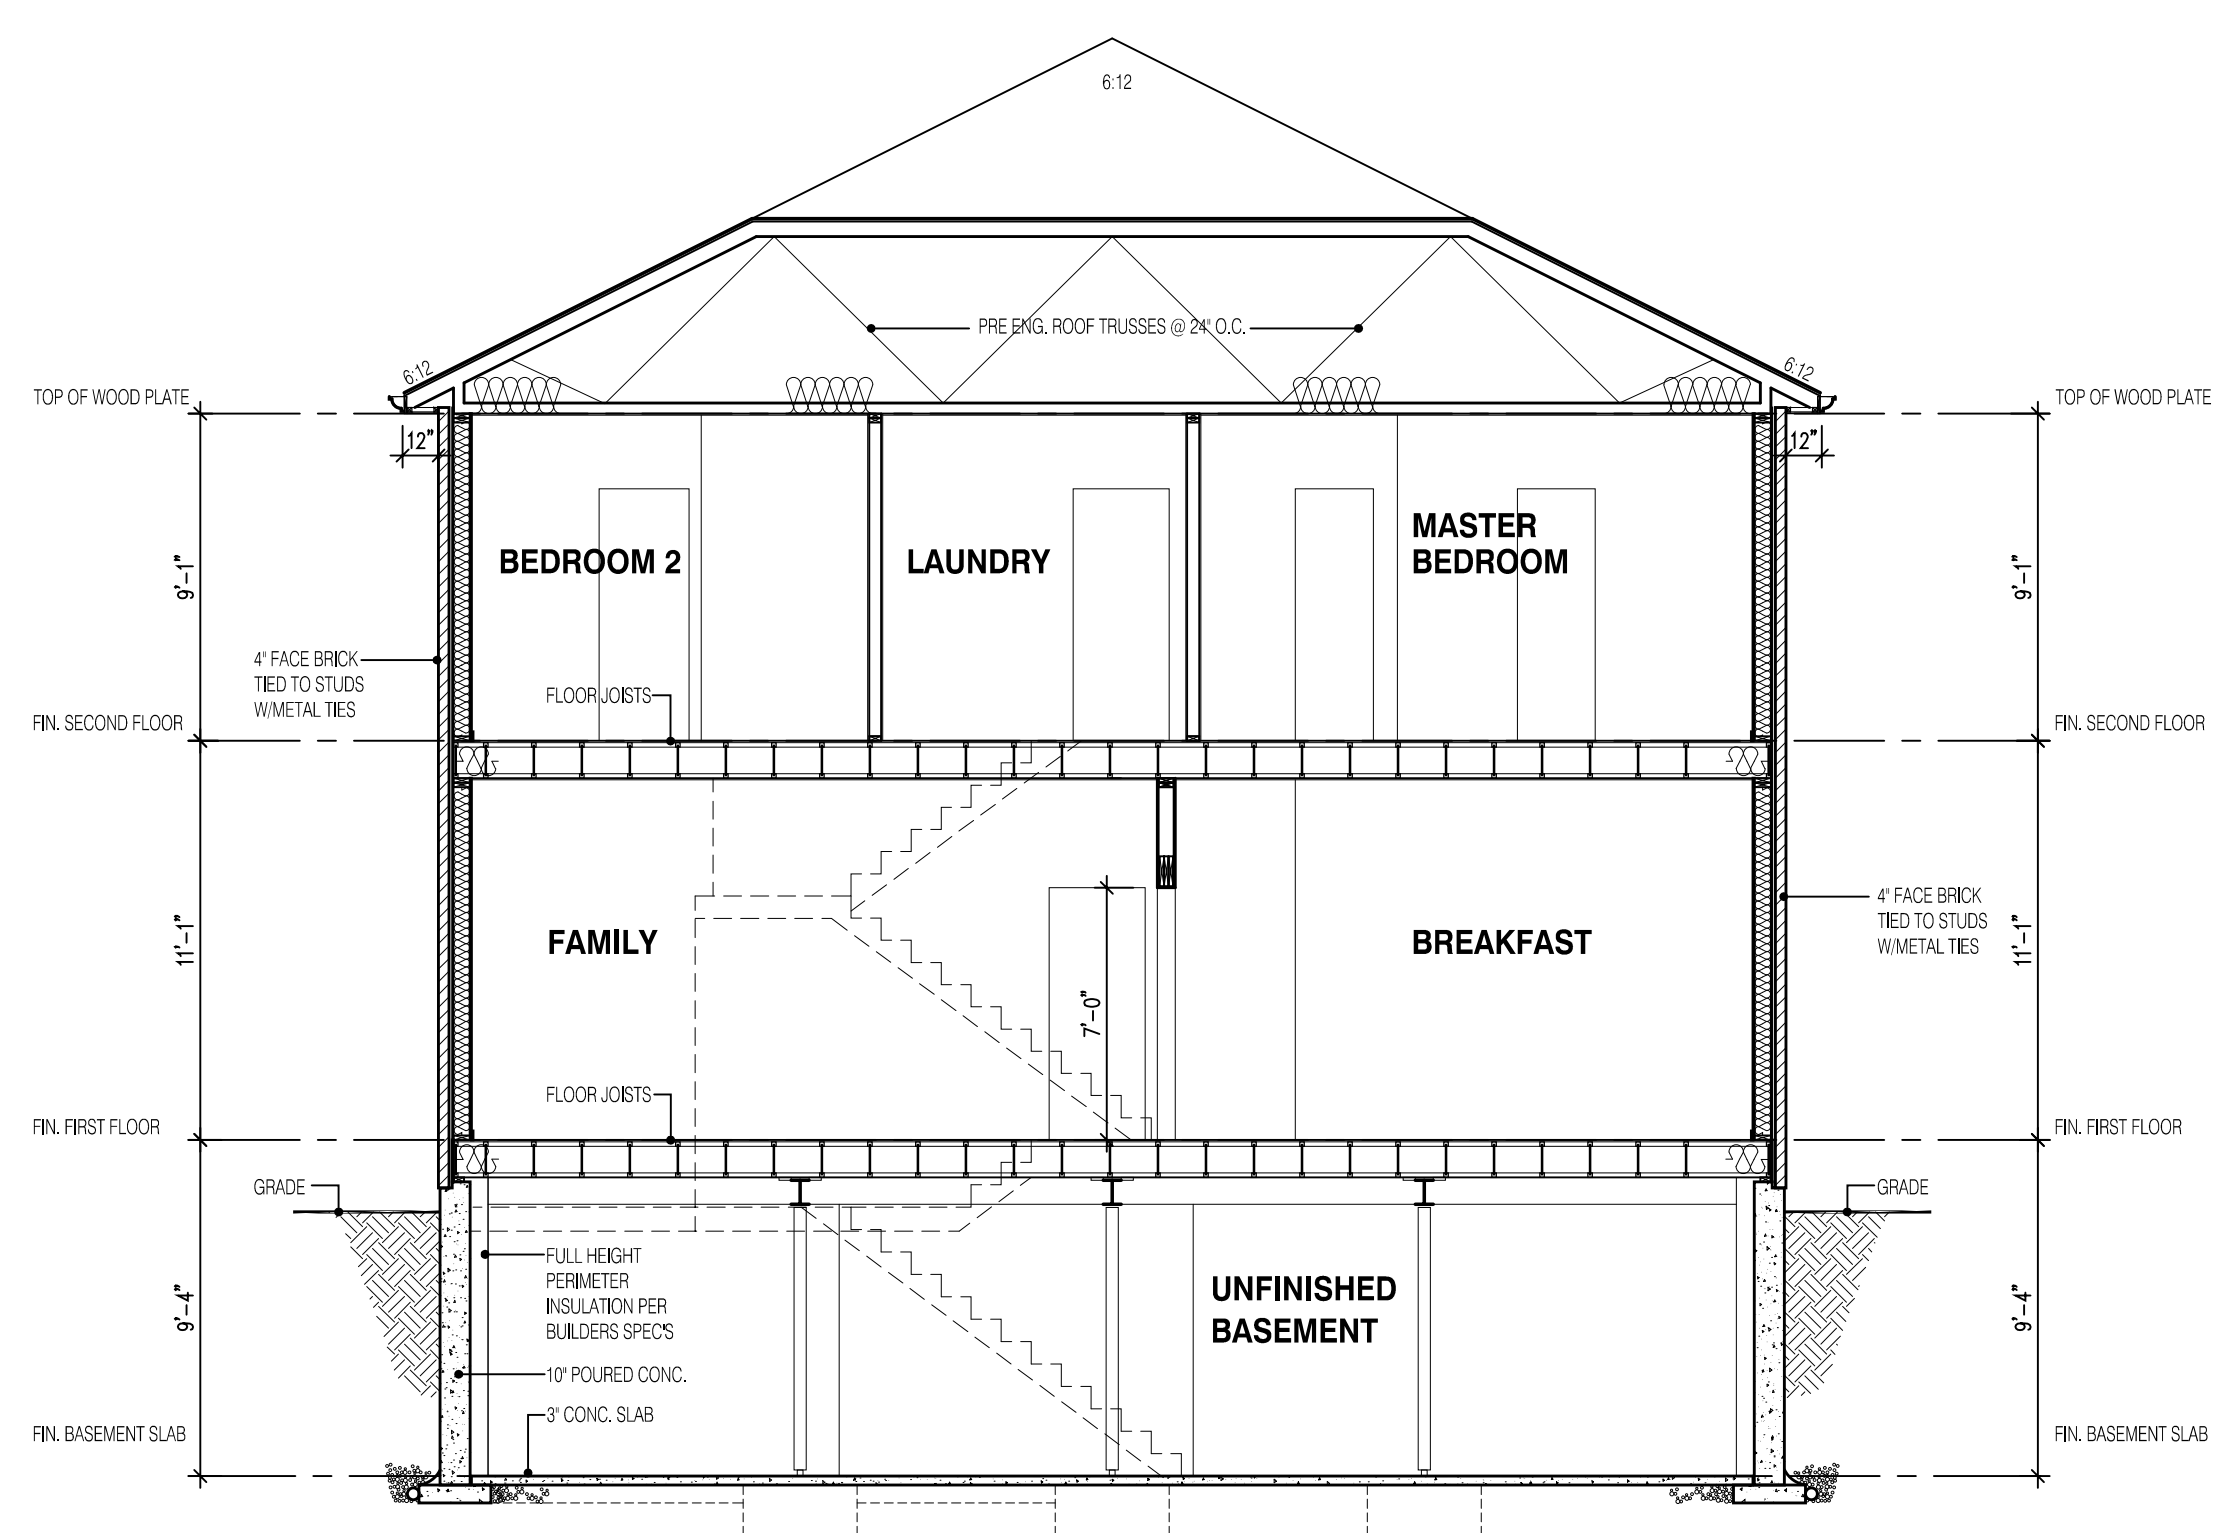 6:12
PRE ENG. ROOF TRUSSES @ 24" O.C.
6:12
6:12
TOP OF WOOD PLATE
TOP OF WOOD PLATE
12"
12"
MASTER
BEDROOM
BEDROOM 2
LAUNDRY
9'-1"
9'-1"
4" FACE BRICK
TIED TO STUDS
W/METAL TIES
FLOOR JOISTS
FIN. SECOND FLOOR
FIN. SECOND FLOOR
4" FACE BRICK
TIED TO STUDS
W/METAL TIES
FAMILY
BREAKFAST
11'-1"
11'-1"
7'-0"
FLOOR JOISTS
FIN. FIRST FLOOR
FIN. FIRST FLOOR
GRADE
GRADE
FULL HEIGHT
PERIMETER
INSULATION PER
BUILDERS SPEC'S
UNFINISHED
BASEMENT
9'-4"
9'-4"
10" POURED CONC.
3" CONC. SLAB
FIN. BASEMENT SLAB
FIN. BASEMENT SLAB